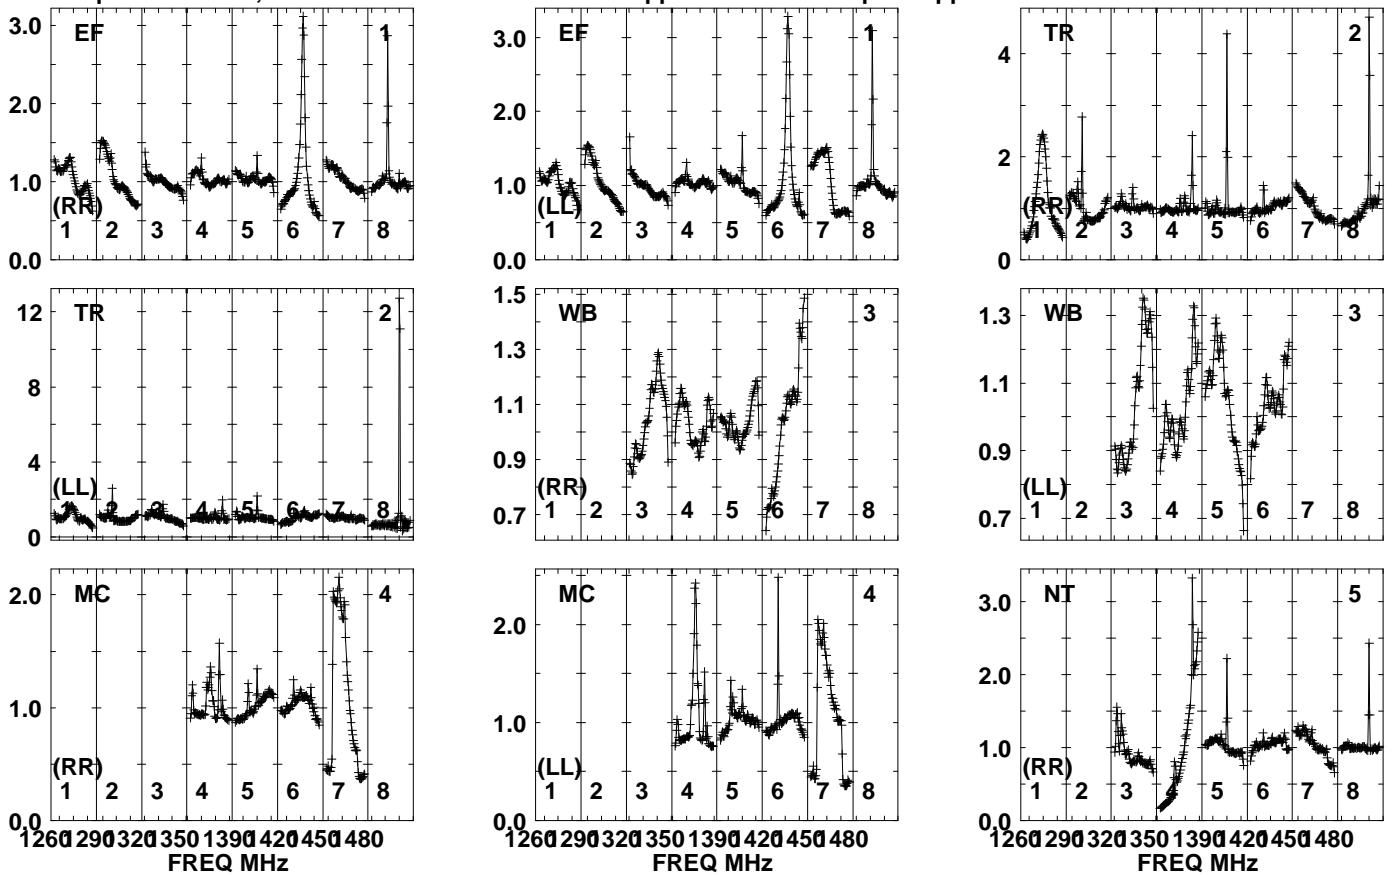 3.0 EF 1
2.0
1.0
(RR)
1 2 3 4 5 6 7 8
0.0
3.0 EF 1
2.0
1.0
(LL)
1 2 3 4 5 6 7 8
0.0
TR 2
4
2
(RR)
1 2 3 4 5 6 7 8
0
12 TR 2
8
4
(LL)
1 2 3 4 5 6 7 8
0
1.5 WB 3
1.3
1.1
0.9
(RR)
0.7 1 2 3 4 5 6 7 8
1.3 WB 3
1.1
0.9
(LL)
0.7 1 2 3 4 5 6 7 8
2.0 MC 4
1.0
(RR)
1 2 3 4 5 6 7 8
0.0
1260 1290 1320 1350 1390 1420 1450 1480
FREQ MHz
MC 4
2.0
1.0
(LL)
1 2 3 4 5 6 7 8
0.0
1260 1290 1320 1350 1390 1420 1450 1480
FREQ MHz
3.0 NT 5
2.0
1.0
(RR)
1 2 3 4 5 6 7 8
0.0
1260 1290 1320 1350 1390 1420 1450 1480
FREQ MHz